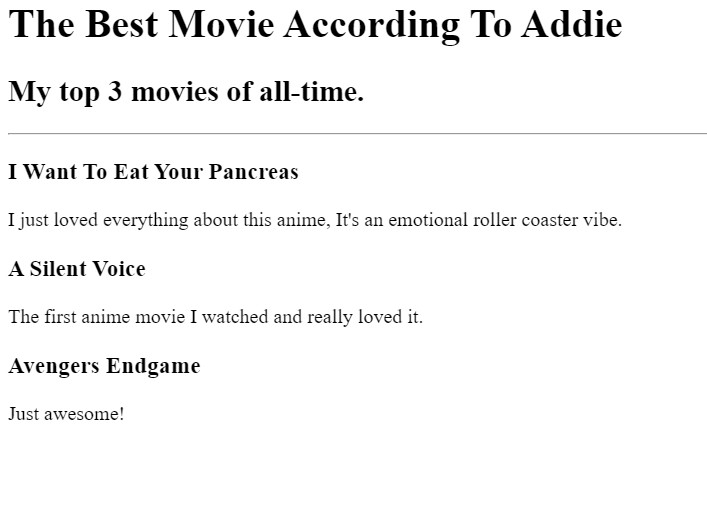 The Best Movie According To Addie
My top 3 movies of all-time.
I Want To Eat Your Pancreas
I just loved everything about this anime, It's an emotional roller coaster vibe.
A Silent Voice
The first anime movie I watched and really loved it.
Avengers Endgame
Just awesome!